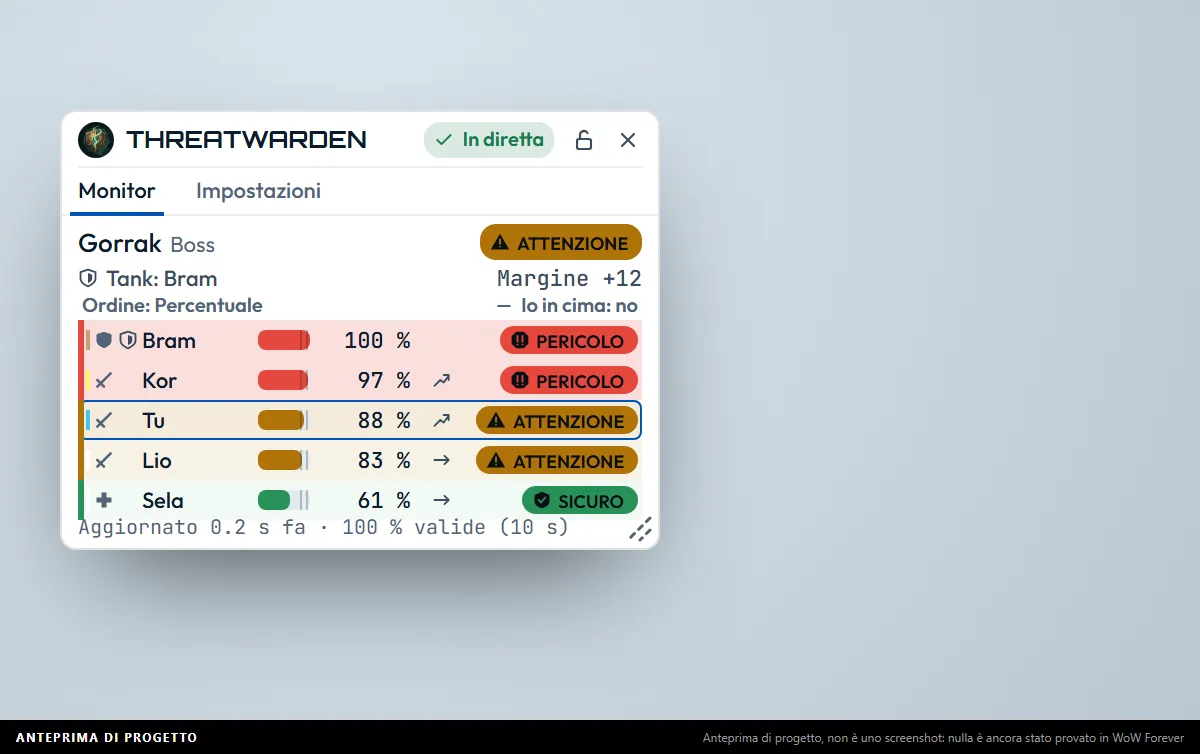 THREATWARDEN In diretta
Monitor Impostazioni
Gorrak Boss ATTENZIONE
Tank: Bram Margine +12
Ordine: Percentuale — Io in cima: no
Bram 100 % PERICOLO
Kor 97 % PERICOLO
Tu 88 % ATTENZIONE
Lio 83 % ATTENZIONE
Sela 61 % SICURO
Aggiornato 0.2 s fa · 100 % valide (10 s)
ANTEPRIMA DI PROGETTO Anteprima di progetto, non è uno screenshot: nulla è ancora stato provato in WoW Forever